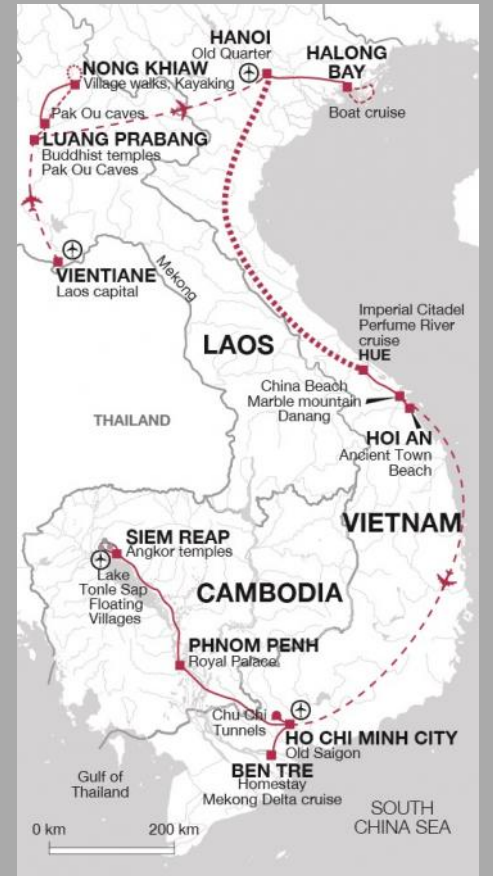 HANOI
Old Quarter
HALONG
BAY
Boat cruise
NONG KHIAW
Village walks, Kayaking
Pak Ou caves
LUANG PRABANG
Buddhist temples
Pak Ou Caves
VIENTIANE
Laos capital
Mekong
LAOS
Imperial Citadel
Perfume River
cruise
HUE
China Beach
Marble mountain
Danang
HOI AN
Ancient Town
Beach
THAILAND
VIETNAM
SIEM REAP
Angkor temples
Lake
Tonle Sap
Floating
Villages
CAMBODIA
PHNOM PENH
Royal Palace
Chu Chi
Tunnels
HO CHI MINH CITY
Old Saigon
BEN TRE
Homestay
Mekong Delta cruise
Gulf of
Thailand
SOUTH
CHINA SEA
0 km 200 km